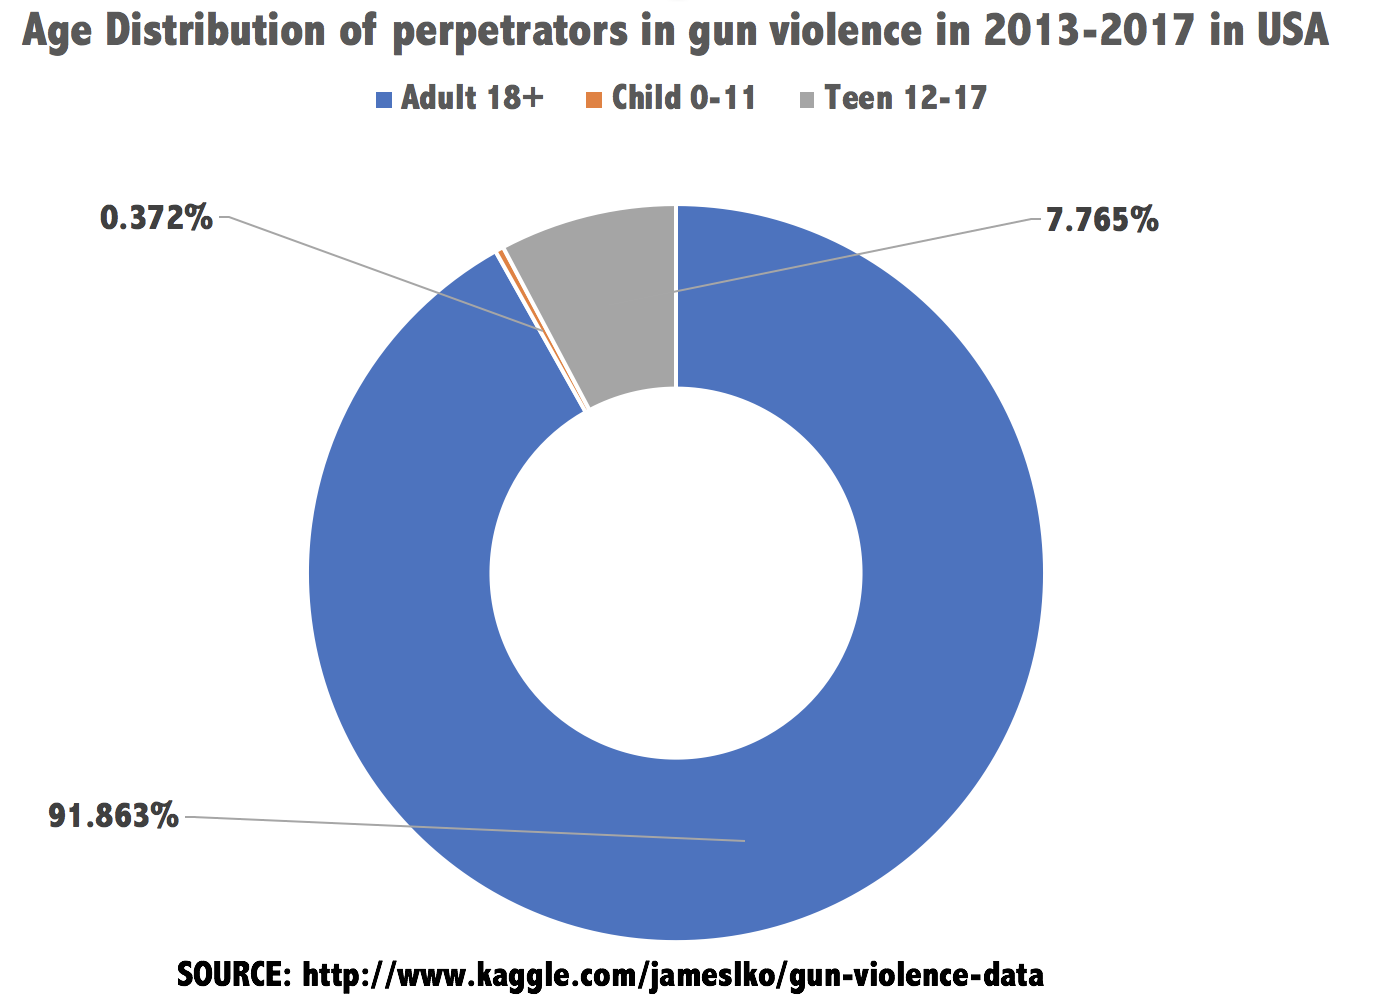 Age Distribution of perpetrators in gun violence in 2013-2017 in USA
Adult 18+ Child 0-11 Teen 12-17
0.372%
7.765%
91.863%
SOURCE: http://www.kaggle.com/jameslko/gun-violence-data